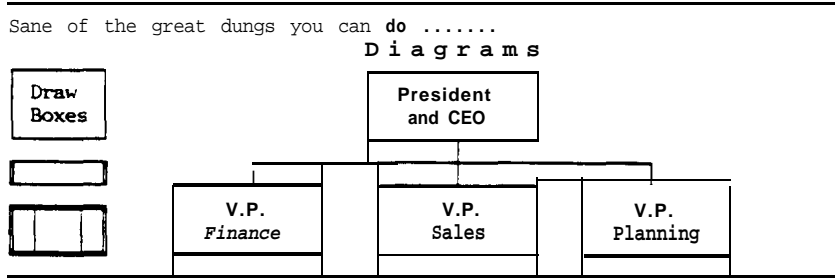 Sane of the great dungs you can do .......
Diagrams
Draw
Boxes
President
and CEO
V.P.
Finance
V.P.
Sales
V.P.
Planning